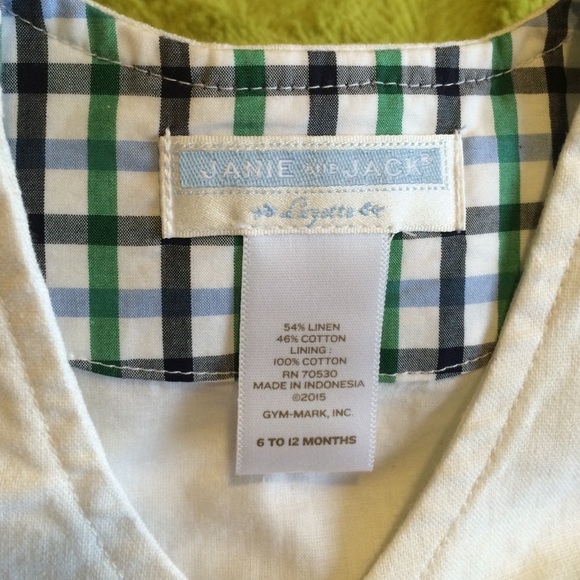 JANIE AND JACK®
Layette
54% LINEN
46% COTTON
LINING :
100% COTTON
RN 70530
MADE IN INDONESIA
©2015
GYM-MARK, INC.
6 TO 12 MONTHS